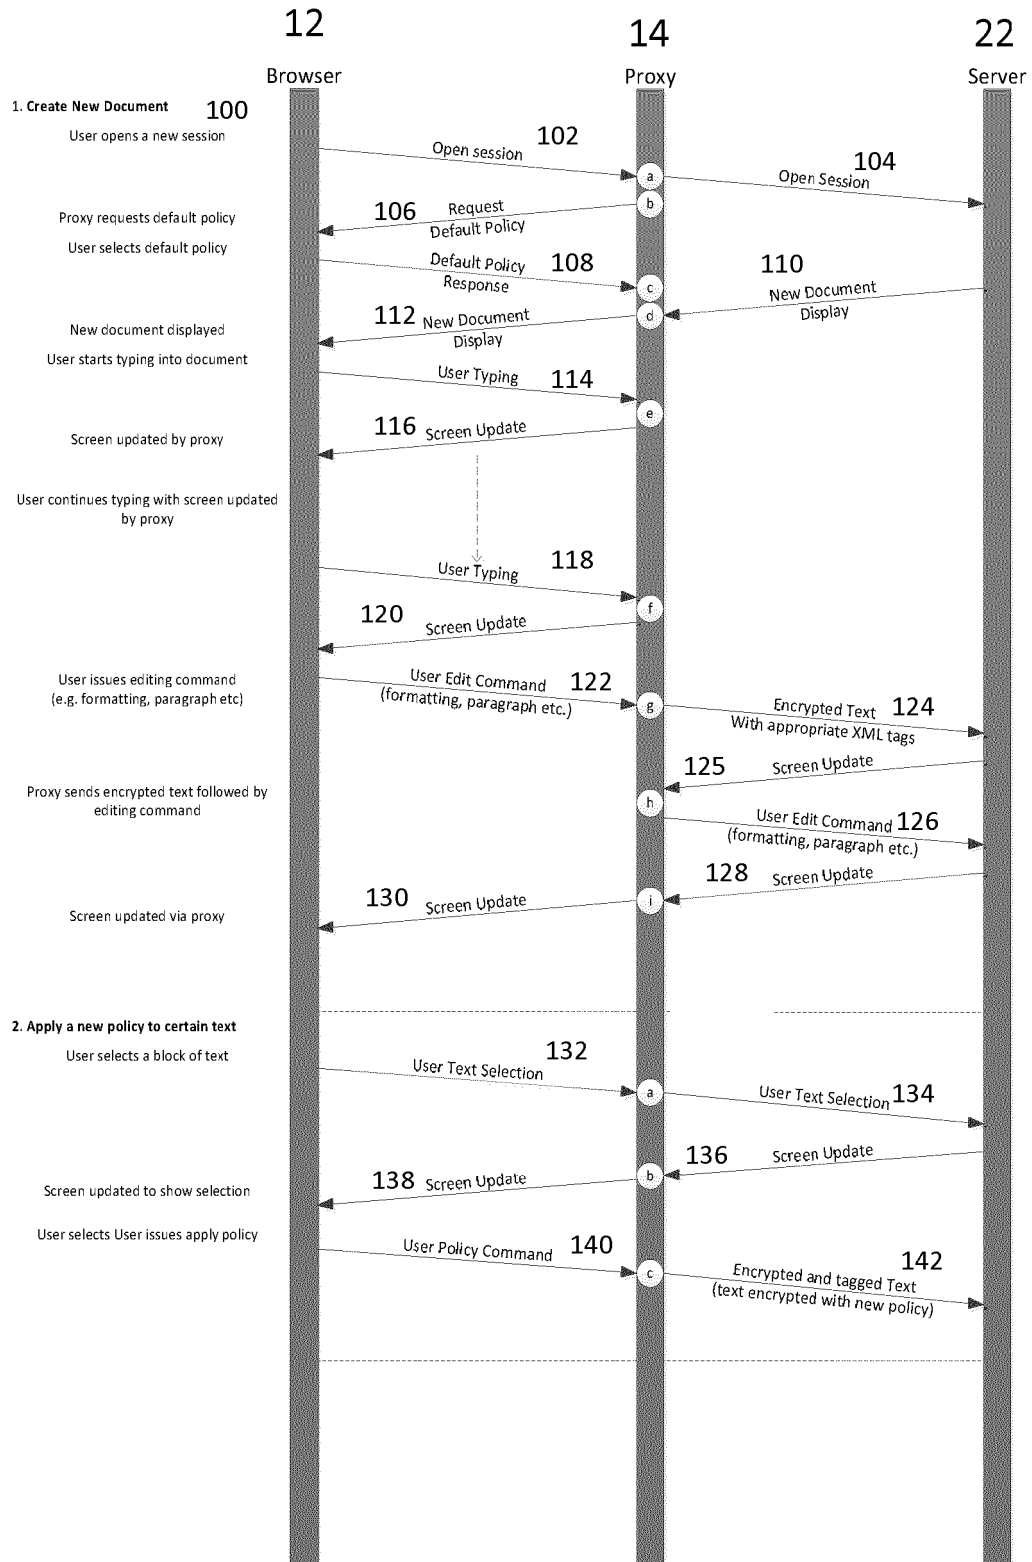 12
14
22
Browser
Proxy
Server
1. Create New Document
100
User opens a new session
102
Open session
a
104
Open Session
b
Proxy requests default policy
106
Request
Default Policy
User selects default policy
Default Policy
Response
108
c
110
New Document
Display
d
112
New Document
Display
New document displayed
User starts typing into document
User Typing
114
e
116
Screen Update
Screen updated by proxy
User continues typing with screen updated
by proxy
User Typing
118
f
120
Screen Update
User issues editing command
(e.g. formatting, paragraph etc)
User Edit Command
(formatting, paragraph etc.)
122
g
Encrypted Text
With appropriate XML tags
124
125
Screen Update
h
Proxy sends encrypted text followed by
editing command
User Edit Command
(formatting, paragraph etc.)
126
128
Screen Update
i
130
Screen Update
Screen updated via proxy
2. Apply a new policy to certain text
User selects a block of text
132
User Text Selection
a
User Text Selection
134
136
Screen Update
b
138
Screen Update
Screen updated to show selection
User selects User issues apply policy
User Policy Command
140
c
142
Encrypted and tagged Text
(text encrypted with new policy)